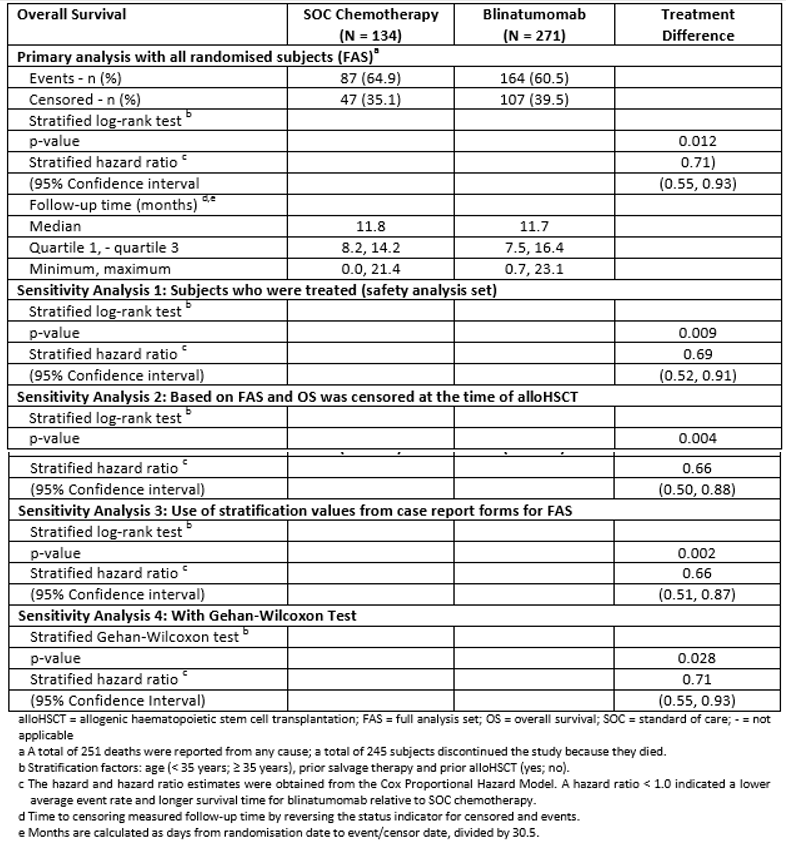 Overall Survival SOC Chemotherapy Blinatumomab Treatment
(N = 134) (N = 271) Difference
Primary analysis with all randomised subjects (FAS)a
Events - n (%) 87 (64.9) 164 (60.5)
Censored - n (%) 47 (35.1) 107 (39.5)
Stratified log-rank test b
p-value 0.012
Stratified hazard ratio c 0.71)
(95% Confidence interval (0.55, 0.93)
Follow-up time (months) d,e
Median 11.8 11.7
Quartile 1, - quartile 3 8.2, 14.2 7.5, 16.4
Minimum, maximum 0.0, 21.4 0.7, 23.1
Sensitivity Analysis 1: Subjects who were treated (safety analysis set)
Stratified log-rank test b
p-value 0.009
Stratified hazard ratio c 0.69
(95% Confidence interval) (0.52, 0.91)
Sensitivity Analysis 2: Based on FAS and OS was censored at the time of alloHSCT
Stratified log-rank test b
p-value 0.004
Stratified hazard ratio c 0.66
(95% Confidence interval) (0.50, 0.88)
Sensitivity Analysis 3: Use of stratification values from case report forms for FAS
Stratified log-rank test b
p-value 0.002
Stratified hazard ratio c 0.66
(95% Confidence interval) (0.51, 0.87)
Sensitivity Analysis 4: With Gehan-Wilcoxon Test
Stratified Gehan-Wilcoxon test b
p-value 0.028
Stratified hazard ratio c 0.71
(95% Confidence Interval) (0.55, 0.93)
alloHSCT = allogenic haematopoietic stem cell transplantation; FAS = full analysis set; OS = overall survival; SOC = standard of care; - = not
applicable
a A total of 251 deaths were reported from any cause; a total of 245 subjects discontinued the study because they died.
b Stratification factors: age (< 35 years; ≥ 35 years), prior salvage therapy and prior alloHSCT (yes; no).
c The hazard and hazard ratio estimates were obtained from the Cox Proportional Hazard Model. A hazard ratio < 1.0 indicated a lower
average event rate and longer survival time for blinatumomab relative to SOC chemotherapy.
d Time to censoring measured follow-up time by reversing the status indicator for censored and events.
e Months are calculated as days from randomisation date to event/censor date, divided by 30.5.